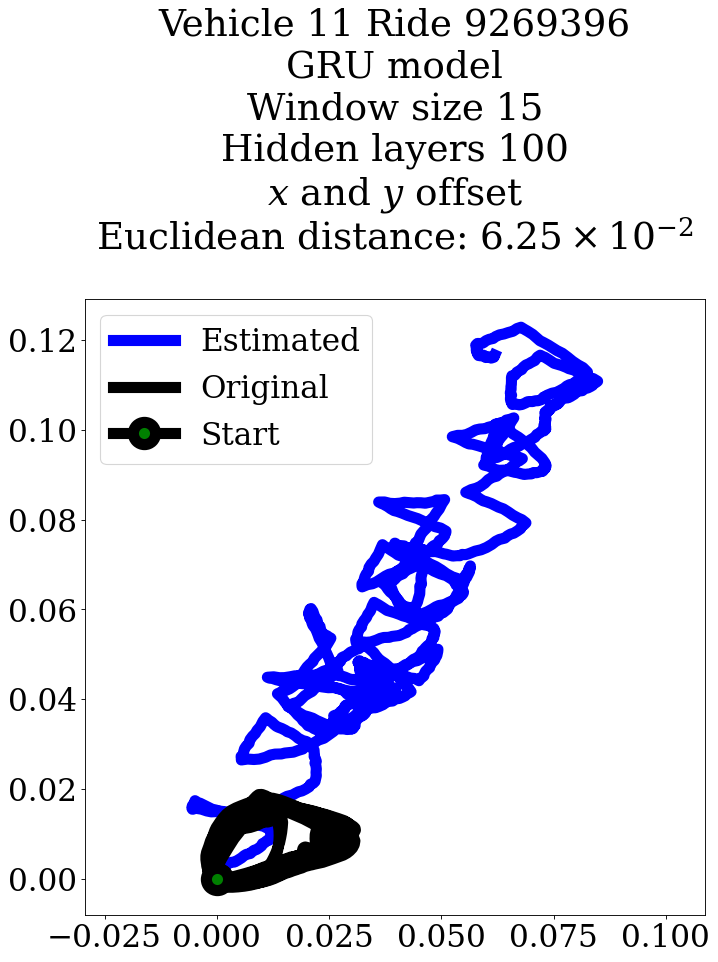 Vehicle 11 Ride 9269396
GRU model
Window size 15
Hidden layers 100
x and y offset
Euclidean distance: 6.25 × 10⁻²
Estimated
Original
Start
0.12
0.10
0.08
0.06
0.04
0.02
0.00
−0.025 0.000 0.025 0.050 0.075 0.100